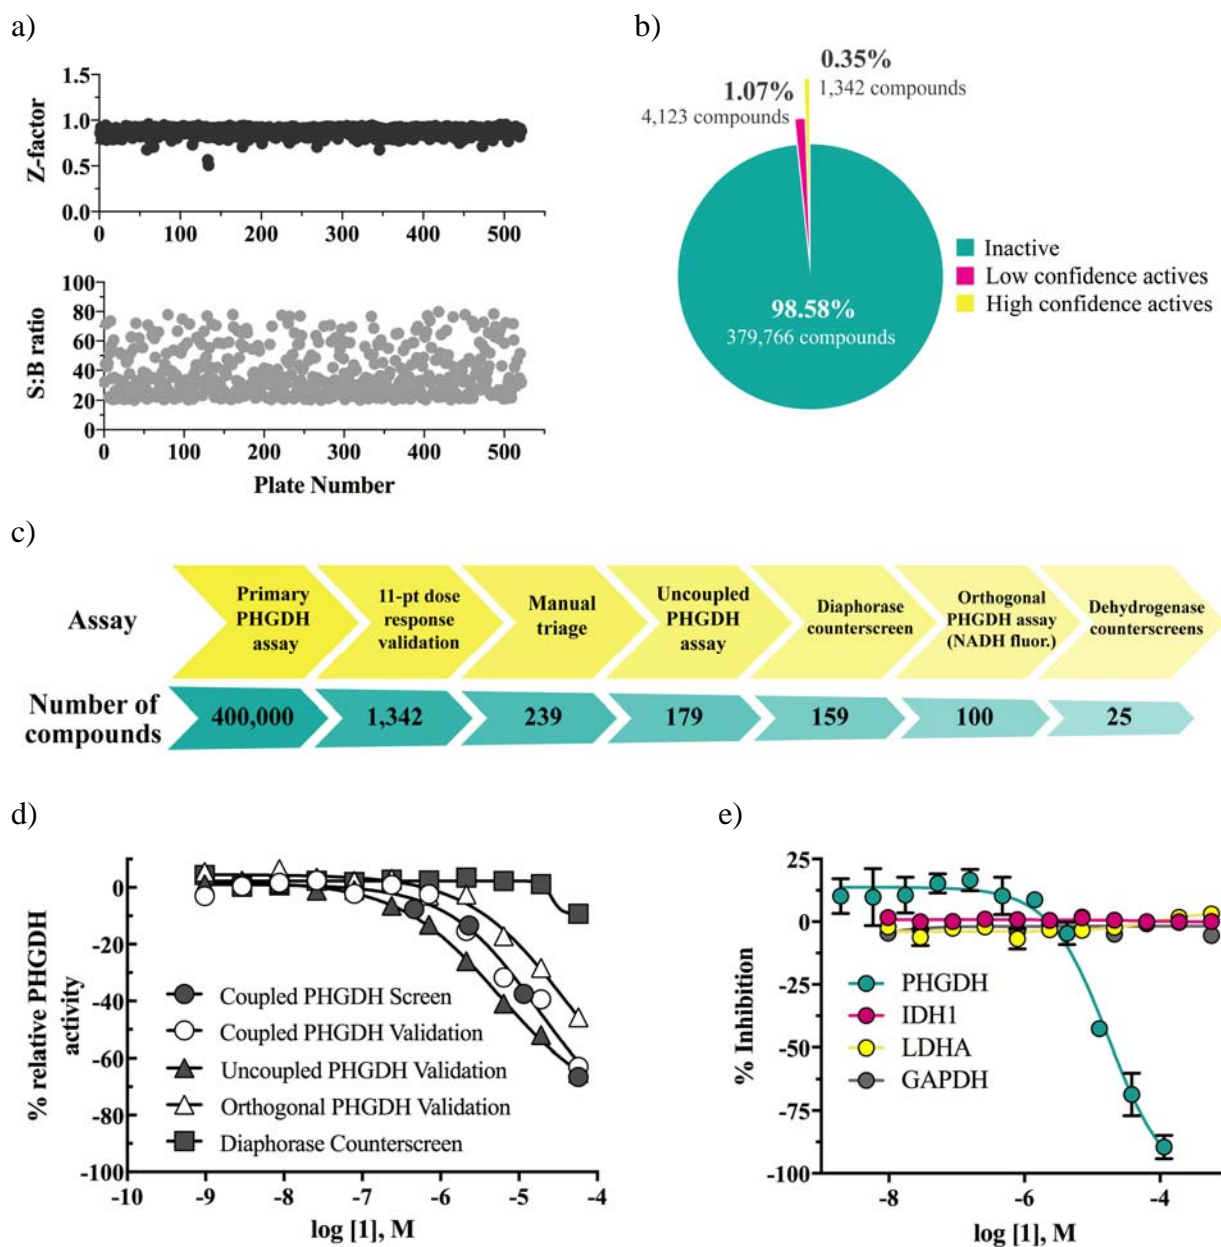 a)
Z-factor
1.5
1.0
0.5
0.0
0 100 200 300 400 500
S:B ratio
100
80
60
40
20
0
0 100 200 300 400 500
Plate Number
b)
0.35%
1,342 compounds
1.07%
4,123 compounds
98.58%
379,766 compounds
Inactive
Low confidence actives
High confidence actives
c)
Assay
Primary
PHGDH
assay
11-pt dose
response
validation
Manual
triage
Uncoupled
PHGDH
assay
Diaphorase
counterscreen
Orthogonal
PHGDH assay
(NADH fluor.)
Dehydrogenase
counterscreens
Number of
compounds
400,000 1,342 239 179 159 100 25
d)
% relative PHGDH
activity
0
-20
-40
-60
-80
-100
Coupled PHGDH Screen
Coupled PHGDH Validation
Uncoupled PHGDH Validation
Orthogonal PHGDH Validation
Diaphorase Counterscreen
-10 -9 -8 -7 -6 -5 -4
log [1], M
e)
% Inhibition
25
0
-25
-50
-75
-100
PHGDH
IDH1
LDHA
GAPDH
-8 -6 -4
log [1], M